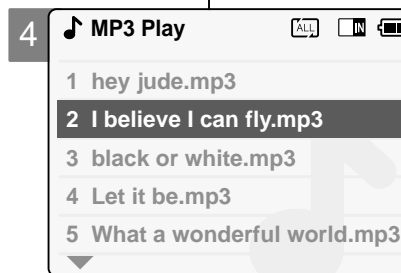 4
MP3 Play ALL IN
1 hey jude.mp3
2 I believe I can fly.mp3
3 black or white.mp3
4 Let it be.mp3
5 What a wonderful world.mp3